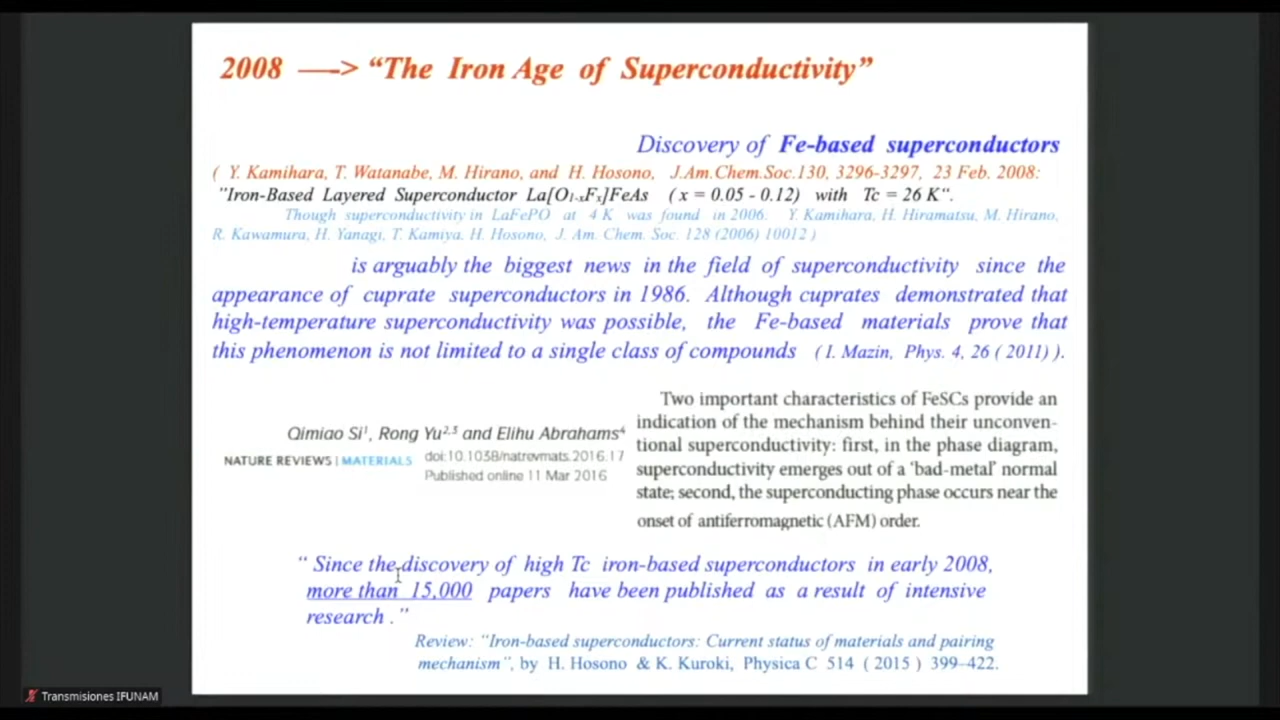 2008 —–> “The Iron Age of Superconductivity”
Discovery of Fe-based superconductors
( Y. Kamihara, T. Watanabe, M. Hirano, and H. Hosono, J.Am.Chem.Soc.130, 3296-3297, 23 Feb. 2008:
"Iron-Based Layered Superconductor La[O1-xFx]FeAs ( x = 0.05 - 0.12) with Tc = 26 K“.
Though superconductivity in LaFePO at 4 K was found in 2006. Y. Kamihara, H. Hiramatsu, M. Hirano,
R. Kawamura, H. Yanagi, T. Kamiya. H. Hosono, J. Am. Chem. Soc. 128 (2006) 10012 )
is arguably the biggest news in the field of superconductivity since the
appearance of cuprate superconductors in 1986. Although cuprates demonstrated that
high-temperature superconductivity was possible, the Fe-based materials prove that
this phenomenon is not limited to a single class of compounds ( I. Mazin, Phys. 4, 26 ( 2011) ).
Qimiao Si1, Rong Yu2,3 and Elihu Abrahams4
NATURE REVIEWS | MATERIALS
doi:10.1038/natrevmats.2016.17
Published online 11 Mar 2016
Two important characteristics of FeSCs provide an
indication of the mechanism behind their unconven-
tional superconductivity: first, in the phase diagram,
superconductivity emerges out of a ‘bad-metal’ normal
state; second, the superconducting phase occurs near the
onset of antiferromagnetic (AFM) order.
“ Since the discovery of high Tc iron-based superconductors in early 2008,
more than 15,000 papers have been published as a result of intensive
research . ”
Review: “Iron-based superconductors: Current status of materials and pairing
mechanism”, by H. Hosono & K. Kuroki, Physica C 514 ( 2015 ) 399–422.
Transmisiones IFUNAM